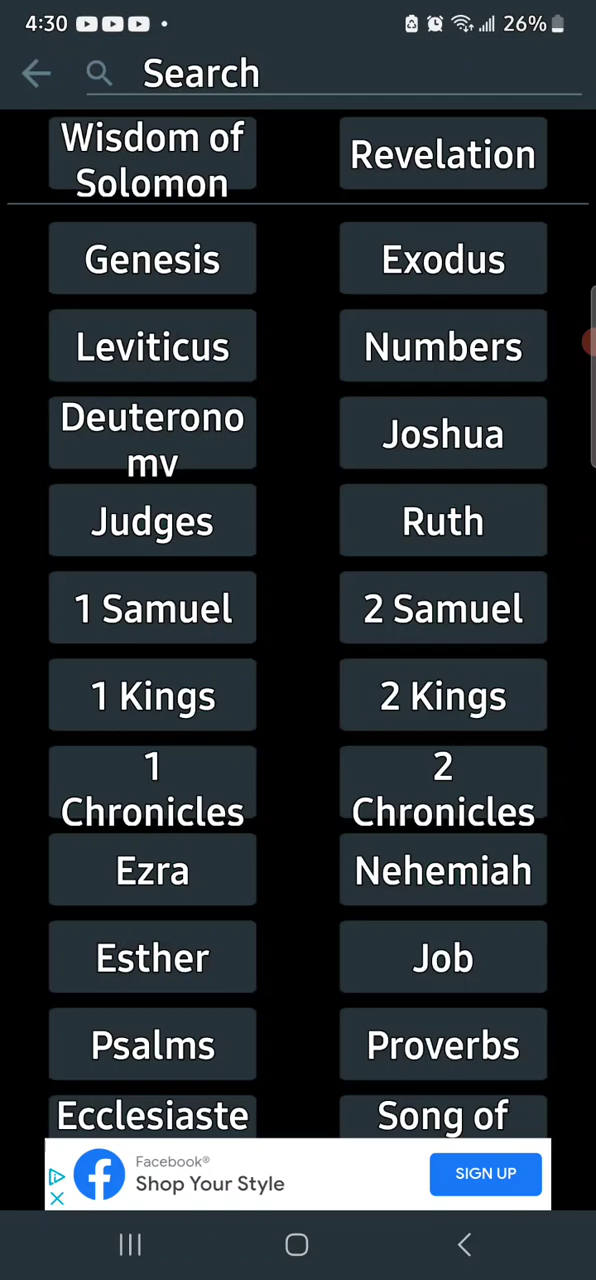 4:30
26%
Search
Wisdom of
Solomon
Revelation
Genesis
Exodus
Leviticus
Numbers
Deuterono
my
Joshua
Judges
Ruth
1 Samuel
2 Samuel
1 Kings
2 Kings
1
Chronicles
2
Chronicles
Ezra
Nehemiah
Esther
Job
Psalms
Proverbs
Ecclesiaste
Song of
Facebook®
Shop Your Style
SIGN UP